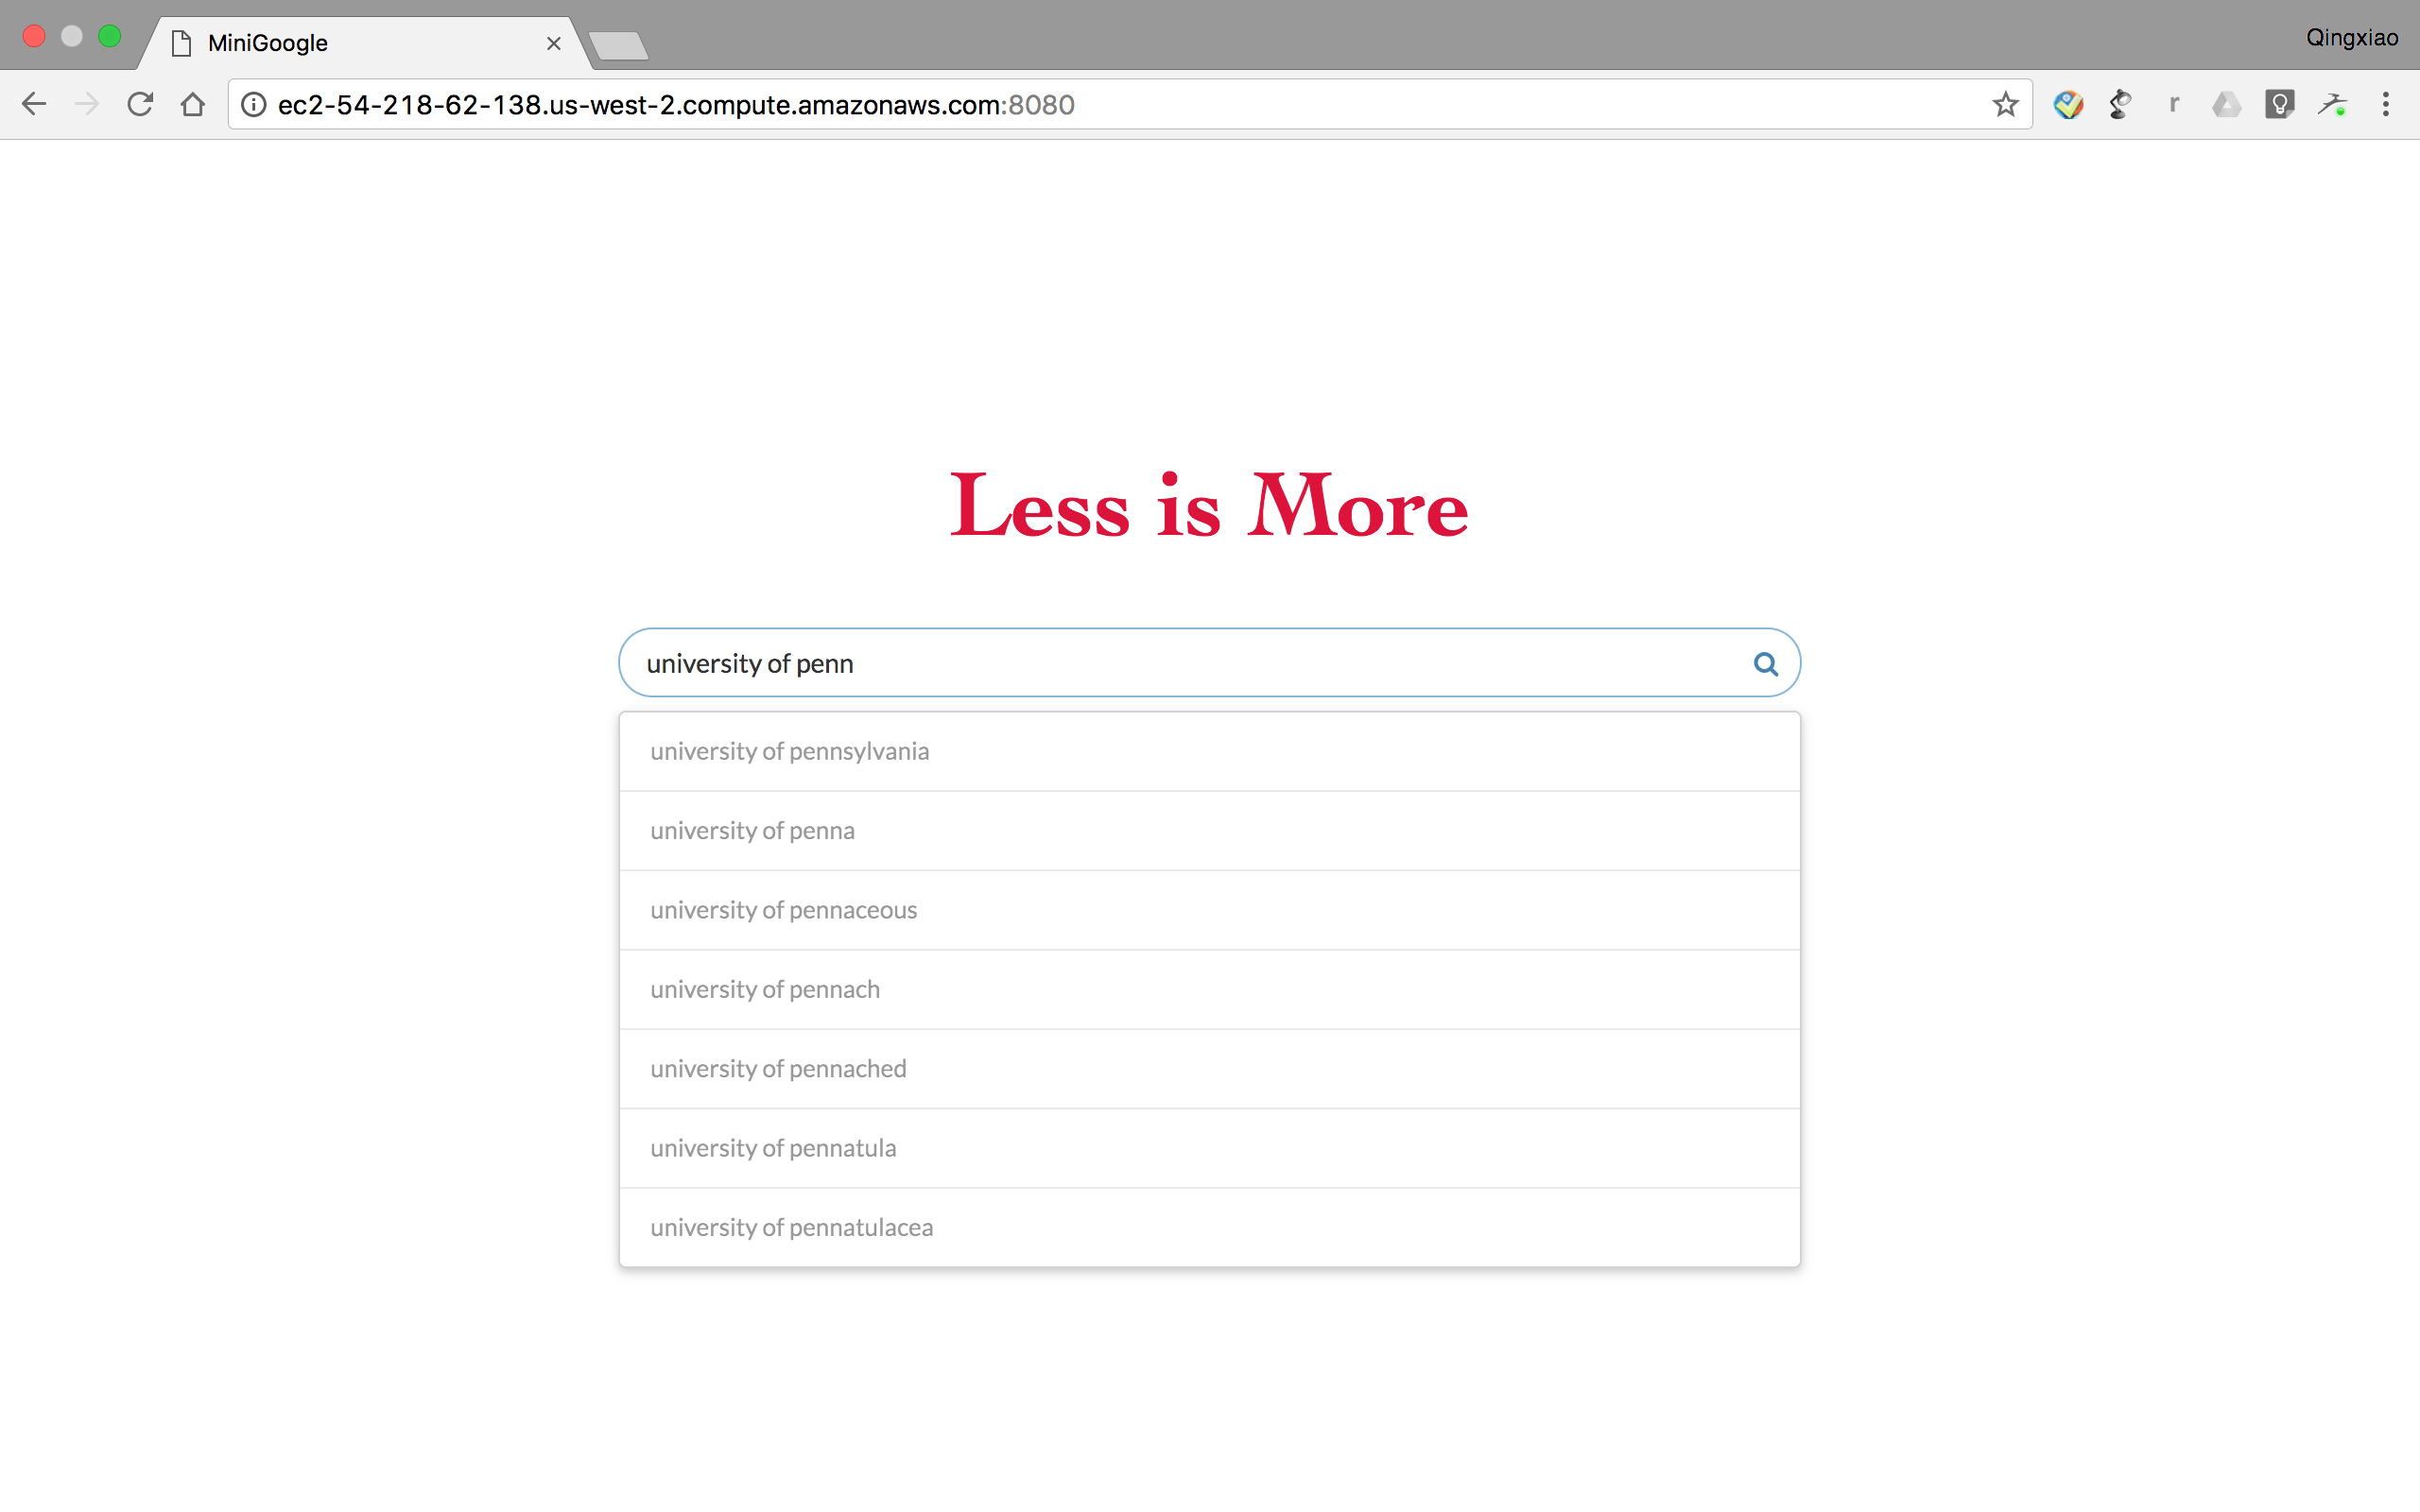 MiniGoogle
Qingxiao
ec2-54-218-62-138.us-west-2.compute.amazonaws.com:8080
r
Less is More
university of penn
university of pennsylvania
university of penna
university of pennaceous
university of pennach
university of pennached
university of pennatula
university of pennatulacea